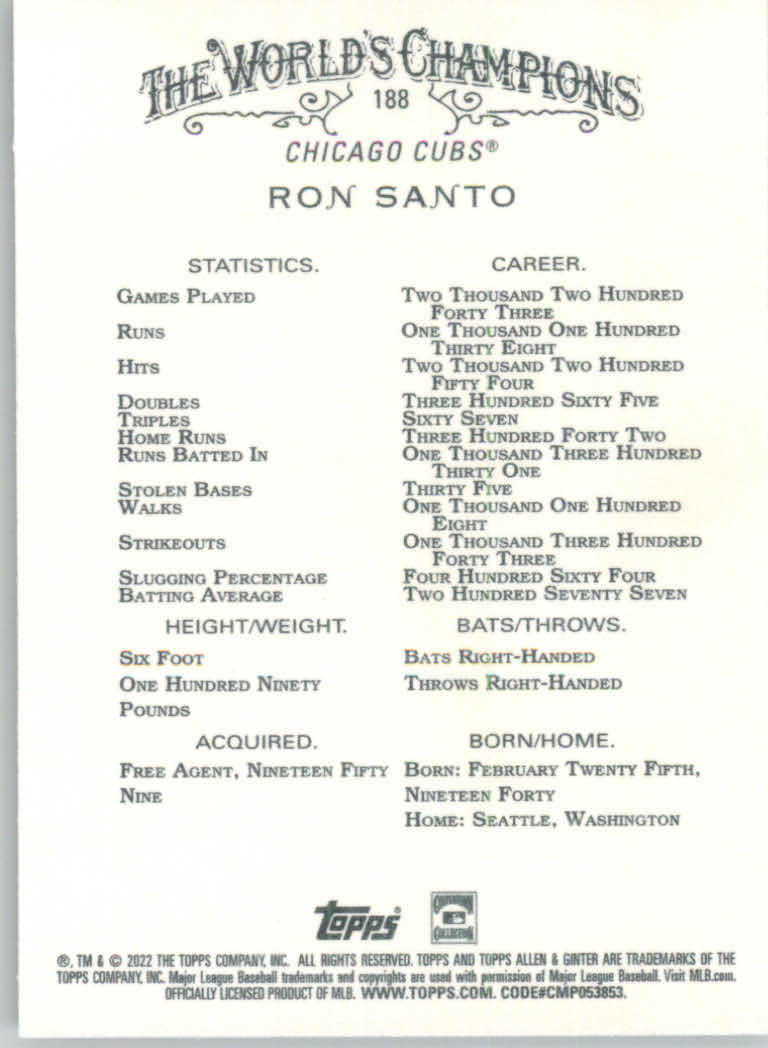 THE WORLD'S CHAMPIONS
188
CHICAGO CUBS®
RON SANTO
STATISTICS. CAREER.
GAMES PLAYED TWO THOUSAND TWO HUNDRED
FORTY THREE
RUNS ONE THOUSAND ONE HUNDRED
THIRTY EIGHT
HITS TWO THOUSAND TWO HUNDRED
FIFTY FOUR
DOUBLES THREE HUNDRED SIXTY FIVE
TRIPLES SIXTY SEVEN
HOME RUNS THREE HUNDRED FORTY TWO
RUNS BATTED IN ONE THOUSAND THREE HUNDRED
THIRTY ONE
STOLEN BASES THIRTY FIVE
WALKS ONE THOUSAND ONE HUNDRED
EIGHT
STRIKEOUTS ONE THOUSAND THREE HUNDRED
FORTY THREE
SLUGGING PERCENTAGE FOUR HUNDRED SIXTY FOUR
BATTING AVERAGE TWO HUNDRED SEVENTY SEVEN
HEIGHT/WEIGHT. BATS/THROWS.
SIX FOOT BATS RIGHT-HANDED
ONE HUNDRED NINETY THROWS RIGHT-HANDED
POUNDS
ACQUIRED. BORN/HOME.
FREE AGENT, NINETEEN FIFTY BORN: FEBRUARY TWENTY FIFTH,
NINE NINETEEN FORTY
HOME: SEATTLE, WASHINGTON
Topps® COOPERSTOWN COLLECTION
®, TM & © 2022 THE TOPPS COMPANY, INC. ALL RIGHTS RESERVED. TOPPS AND TOPPS ALLEN & GINTER ARE TRADEMARKS OF THE
TOPPS COMPANY, INC. Major League Baseball trademarks and copyrights are used with permission of Major League Baseball. Visit MLB.com.
OFFICIALLY LICENSED PRODUCT OF MLB. WWW.TOPPS.COM. CODE#CMP053853.